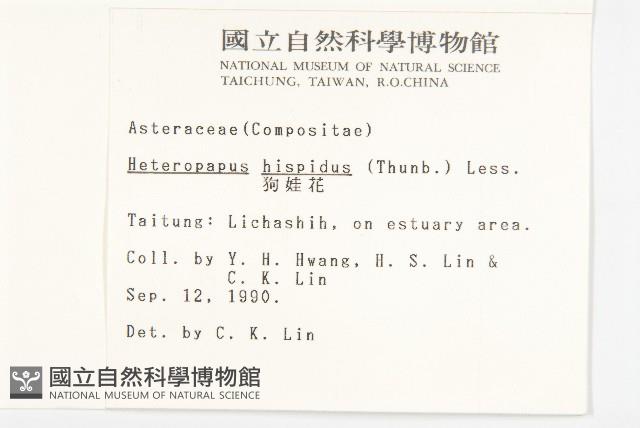 國立自然科學博物館
NATIONAL MUSEUM OF NATURAL SCIENCE
TAICHUNG, TAIWAN, R.O.CHINA
Asteraceae(Compositae)
Heteropapus hispidus (Thunb.) Less.
狗娃花
Taitung: Lichashih, on estuary area.
Coll. by Y. H. Hwang, H. S. Lin &
C. K. Lin
Sep. 12, 1990.
Det. by C. K. Lin
國立自然科學博物館
NATIONAL MUSEUM OF NATURAL SCIENCE